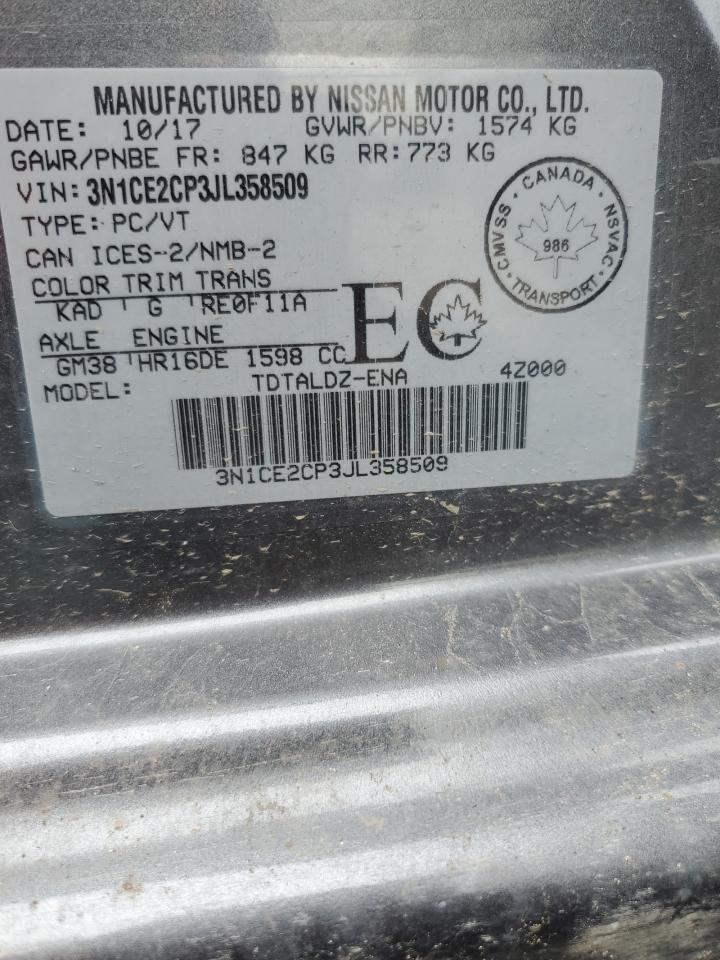 MANUFACTURED BY NISSAN MOTOR CO., LTD.
DATE: 10/17 GVWR/PNBV: 1574 KG
GAWR/PNBE FR: 847 KG RR: 773 KG
VIN: 3N1CE2CP3JL358509
TYPE: PC/VT
CAN ICES-2/NMB-2
CANADA
CMVSS NSVAC
986
TRANSPORT
COLOR TRIM TRANS
KAD G RE0F11A
EC
AXLE ENGINE
GM38 HR16DE 1598 CC
MODEL: TDTALDZ-ENA 4Z000
3N1CE2CP3JL358509